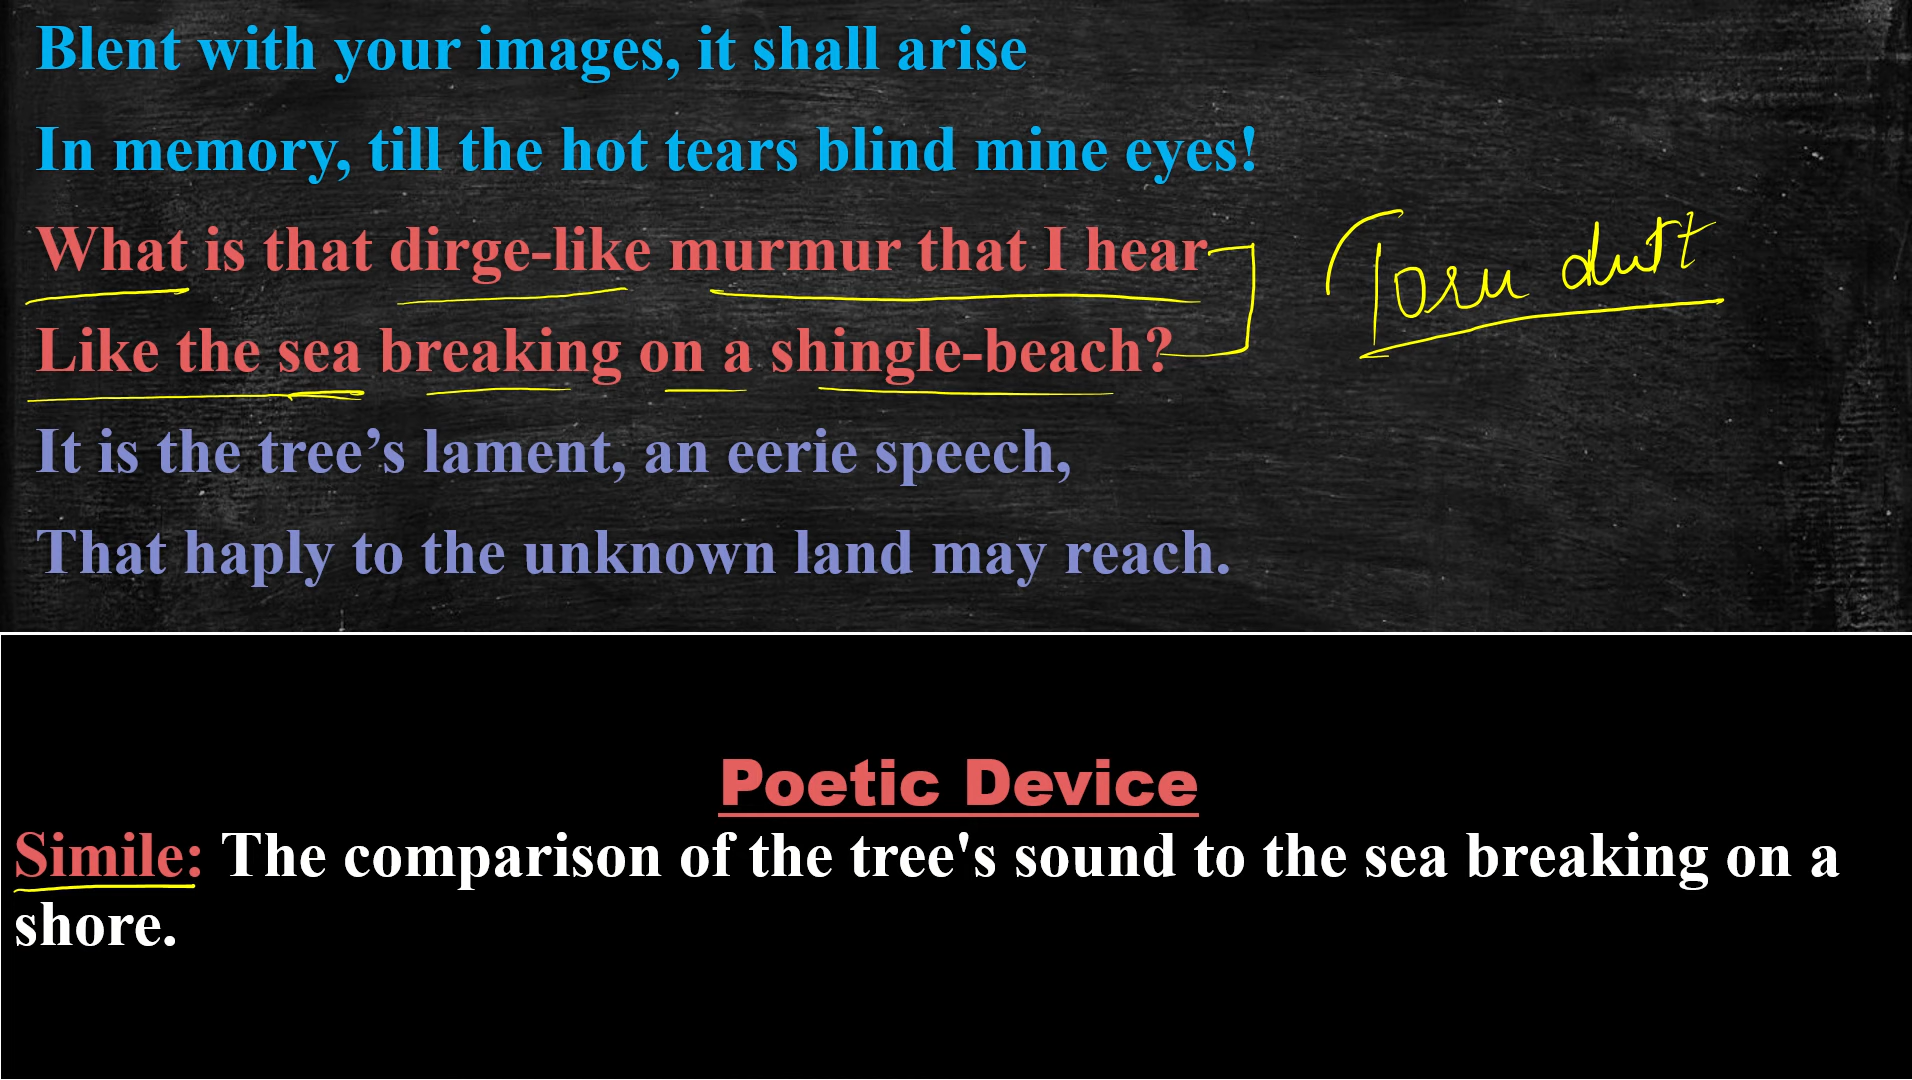 Blent with your images, it shall arise
In memory, till the hot tears blind mine eyes!
What is that dirge-like murmur that I hear
Like the sea breaking on a shingle-beach?
Toru dutt
It is the tree’s lament, an eerie speech,
That haply to the unknown land may reach.
Poetic Device
Simile: The comparison of the tree's sound to the sea breaking on a
shore.